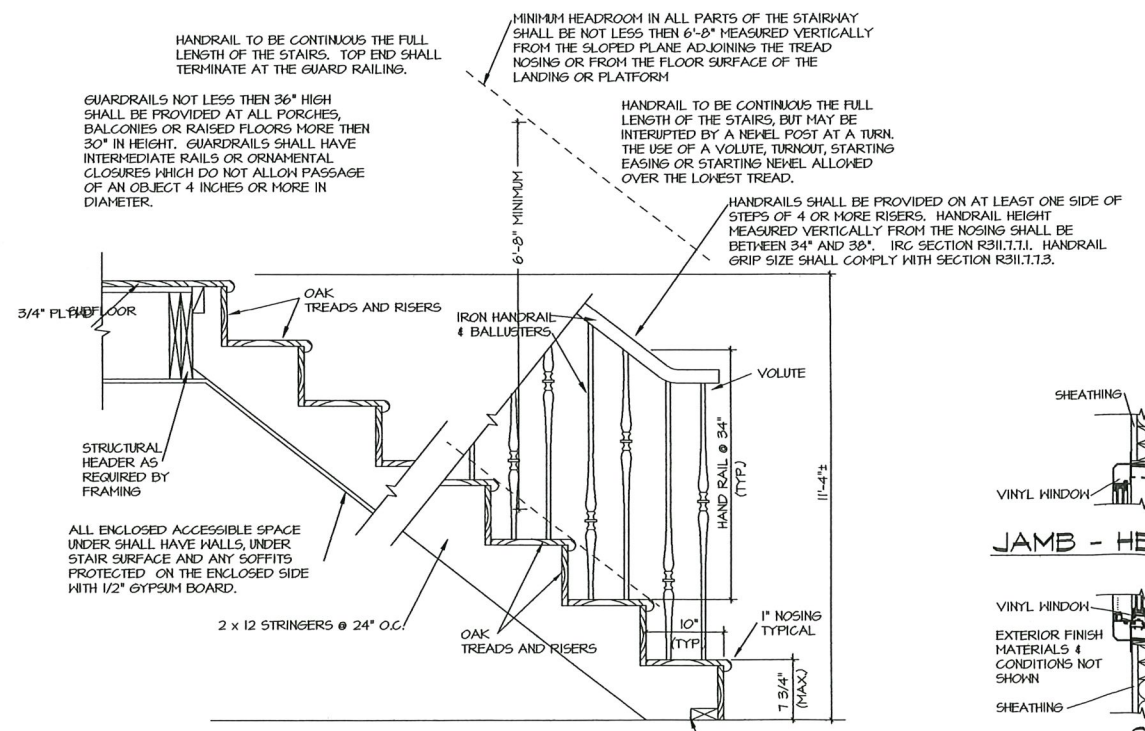 HANDRAIL TO BE CONTINUOUS THE FULL
LENGTH OF THE STAIRS. TOP END SHALL
TERMINATE AT THE GUARD RAILING.
MINIMUM HEADROOM IN ALL PARTS OF THE STAIRWAY
SHALL BE NOT LESS THEN 6'-8" MEASURED VERTICALLY
FROM THE SLOPED PLANE ADJOINING THE TREAD
NOSING OR FROM THE FLOOR SURFACE OF THE
LANDING OR PLATFORM
GUARDRAILS NOT LESS THEN 36" HIGH
SHALL BE PROVIDED AT ALL PORCHES,
BALCONIES OR RAISED FLOORS MORE THEN
30" IN HEIGHT. GUARDRAILS SHALL HAVE
INTERMEDIATE RAILS OR ORNAMENTAL
CLOSURES WHICH DO NOT ALLOW PASSAGE
OF AN OBJECT 4 INCHES OR MORE IN
DIAMETER.
HANDRAIL TO BE CONTINUOUS THE FULL
LENGTH OF THE STAIRS, BUT MAY BE
INTERUPTED BY A NEWEL POST AT A TURN.
THE USE OF A VOLUTE, TURNOUT, STARTING
EASING OR STARTING NEWEL ALLOWED
OVER THE LOWEST TREAD.
HANDRAILS SHALL BE PROVIDED ON AT LEAST ONE SIDE OF
STEPS OF 4 OR MORE RISERS. HANDRAIL HEIGHT
MEASURED VERTICALLY FROM THE NOSING SHALL BE
BETWEEN 34" AND 38". IRC SECTION R311.7.7.1. HANDRAIL
GRIP SIZE SHALL COMPLY WITH SECTION R311.7.7.3.
6'-8" MINIMUM
OAK
TREADS AND RISERS
3/4" SUBFLOOR
IRON HANDRAIL
& BALLUSTERS
VOLUTE
HAND RAIL @ 34"
(TYP.)
11'-4"±
STRUCTURAL
HEADER AS
REQUIRED BY
FRAMING
ALL ENCLOSED ACCESSIBLE SPACE
UNDER SHALL HAVE WALLS, UNDER
STAIR SURFACE AND ANY SOFFITS
PROTECTED ON THE ENCLOSED SIDE
WITH 1/2" GYPSUM BOARD.
2 x 12 STRINGERS @ 24" O.C.
OAK
TREADS AND RISERS
10"
(TYP.)
1" NOSING
TYPICAL
7 3/4"
(MAX.)
SHEATHING
VINYL WINDOW
JAMB - HE
VINYL WINDOW
EXTERIOR FINISH
MATERIALS &
CONDITIONS NOT
SHOWN
SHEATHING